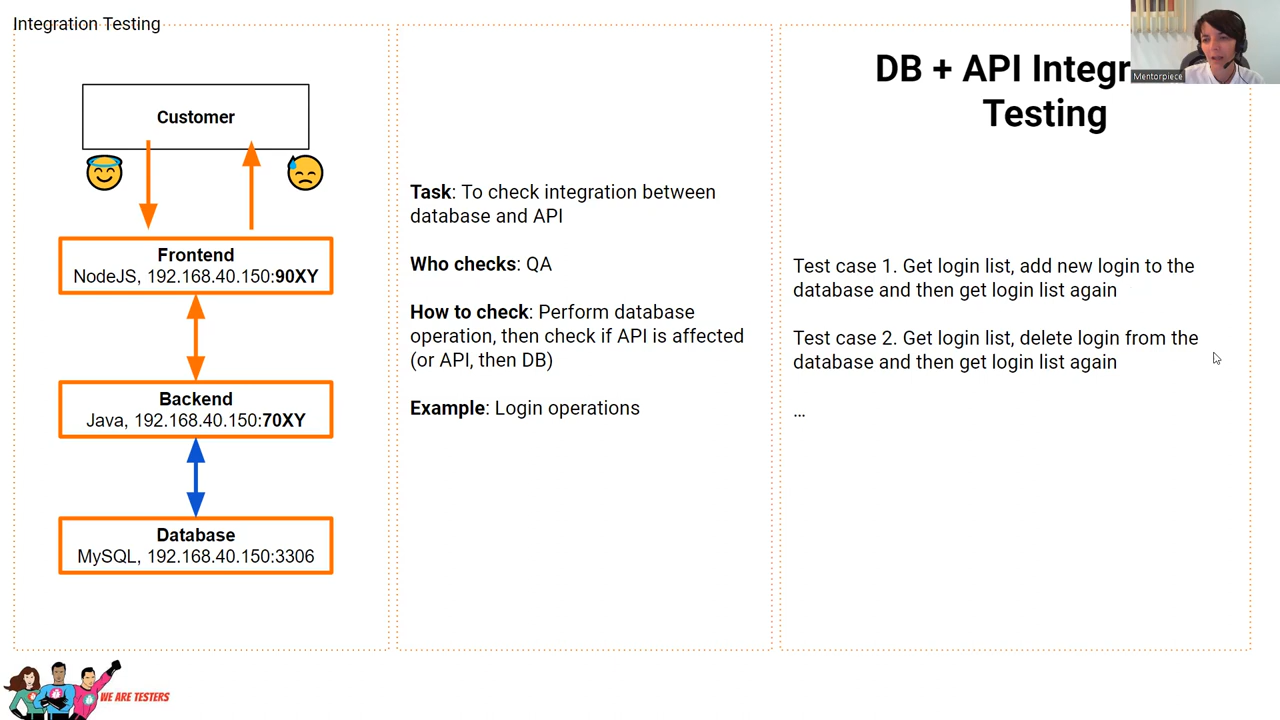 Integration Testing
Customer
Frontend
NodeJS, 192.168.40.150:90XY
Backend
Java, 192.168.40.150:70XY
Database
MySQL, 192.168.40.150:3306
WE ARE TESTERS
Task: To check integration between
database and API
Who checks: QA
How to check: Perform database
operation, then check if API is affected
(or API, then DB)
Example: Login operations
DB + API Integr
Testing
Test case 1. Get login list, add new login to the
database and then get login list again
Test case 2. Get login list, delete login from the
database and then get login list again
...
Mentorpiece